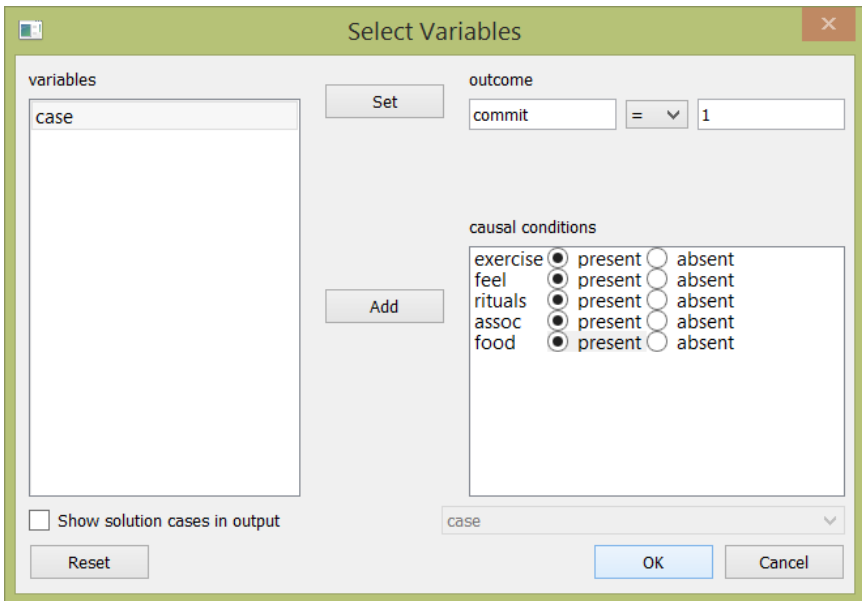 Select Variables
variables
case
Set
Add
outcome
commit = 1
causal conditions
exercise present absent
feel present absent
rituals present absent
assoc present absent
food present absent
Show solution cases in output
case
Reset
OK
Cancel